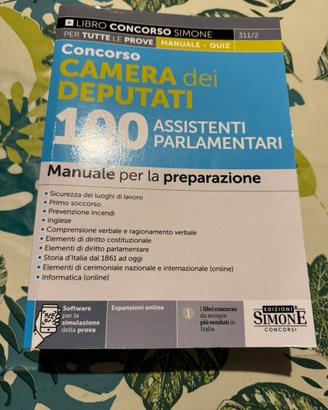 LIBRO CONCORSO SIMONE
PER TUTTE LE PROVE MANUALE + QUIZ 311/2
Concorso
CAMERA dei
DEPUTATI
100 ASSISTENTI
PARLAMENTARI
Manuale per la preparazione
• Sicurezza dei luoghi di lavoro
• Primo soccorso
• Prevenzione incendi
• Inglese
• Comprensione verbale e ragionamento verbale
• Elementi di diritto costituzionale
• Elementi di diritto parlamentare
• Storia d'Italia dal 1861 ad oggi
• Elementi di cerimoniale nazionale e internazionale (online)
• Informatica (online)
Software
per la
simulazione
della prova
Espansioni online
1
I libri concorso
da sempre
più venduti in
Italia
EDIZIONI
SIMONE
CONCORSI